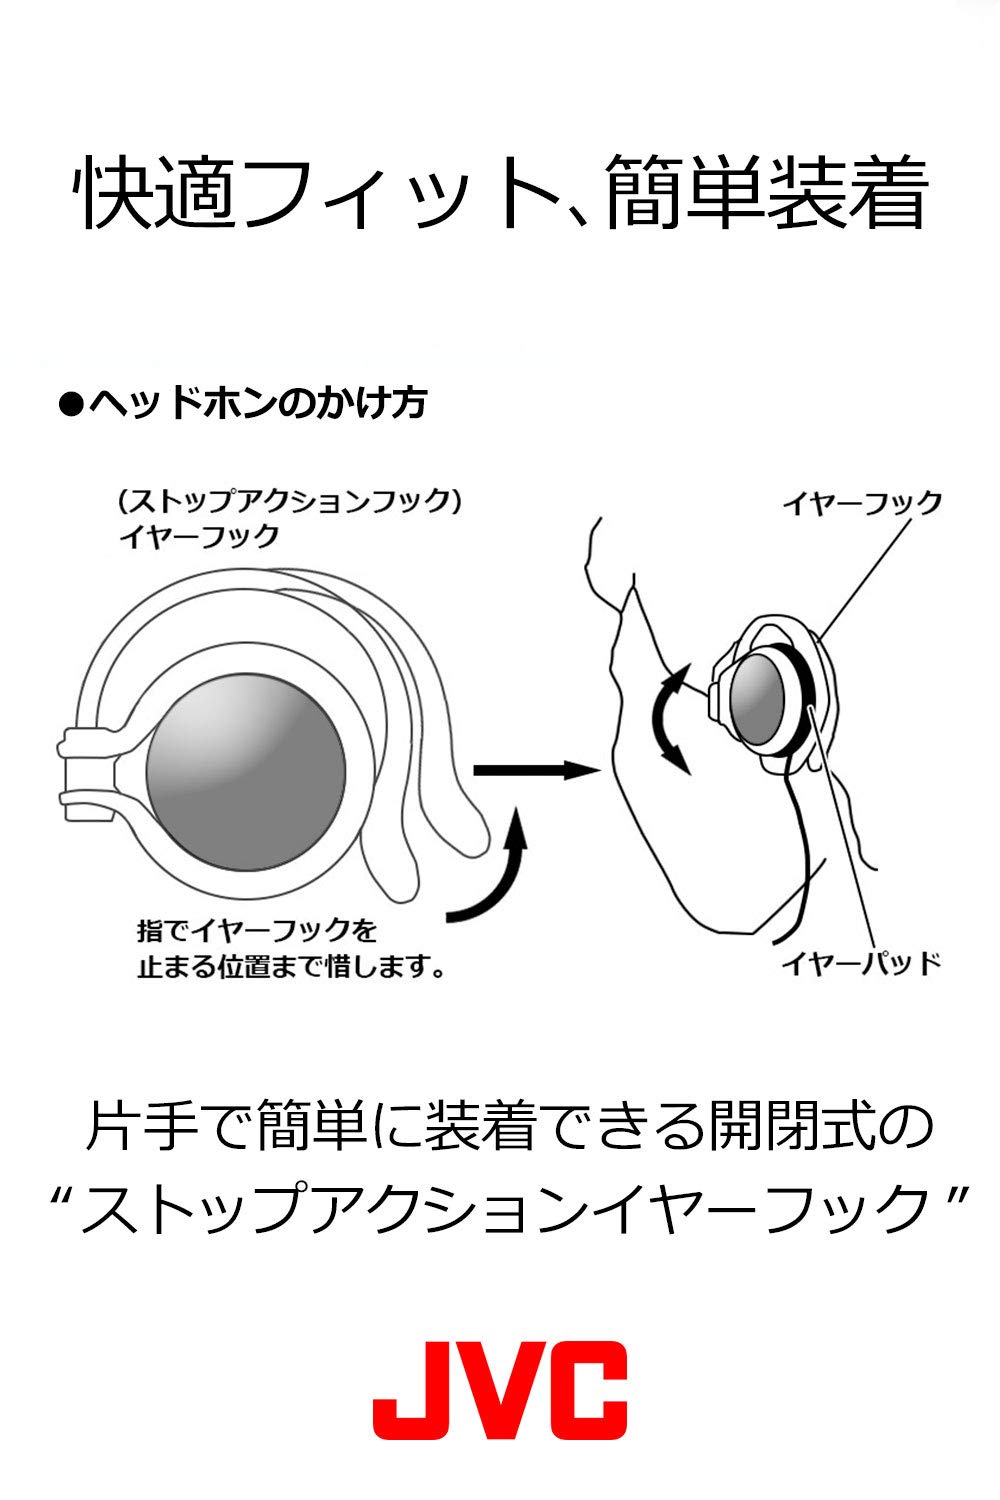 快適フィット、簡単装着
●ヘッドホンのかけ方
（ストップアクションフック）
イヤーフック
イヤーフック
指でイヤーフックを
止まる位置まで惜します。
イヤーパッド
片手で簡単に装着できる開閉式の
“ストップアクションイヤーフック”
JVC